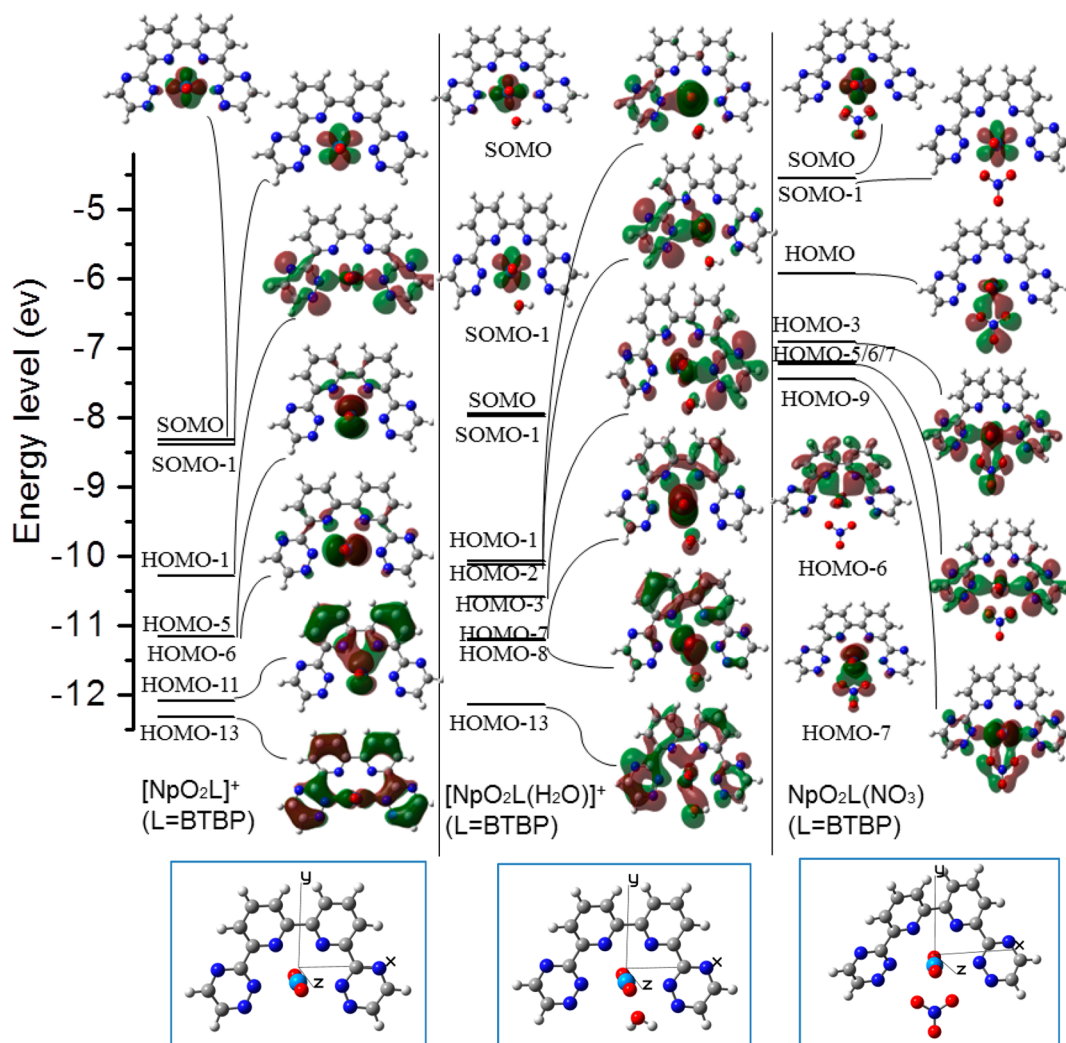 Energy level (ev)
-5
-6
-7
-8
-9
-10
-11
-12
SOMO
SOMO-1
HOMO-1
HOMO-5
HOMO-6
HOMO-11
HOMO-13
[NpO₂L]⁺
(L=BTBP)
SOMO
SOMO-1
SOMO
SOMO-1
HOMO-1
HOMO-2
HOMO-3
HOMO-7
HOMO-8
HOMO-13
[NpO₂L(H₂O)]⁺
(L=BTBP)
SOMO
SOMO-1
HOMO
HOMO-3
HOMO-5/6/7
HOMO-9
HOMO-6
HOMO-7
NpO₂L(NO₃)
(L=BTBP)
y
x
z
y
x
z
y
x
z